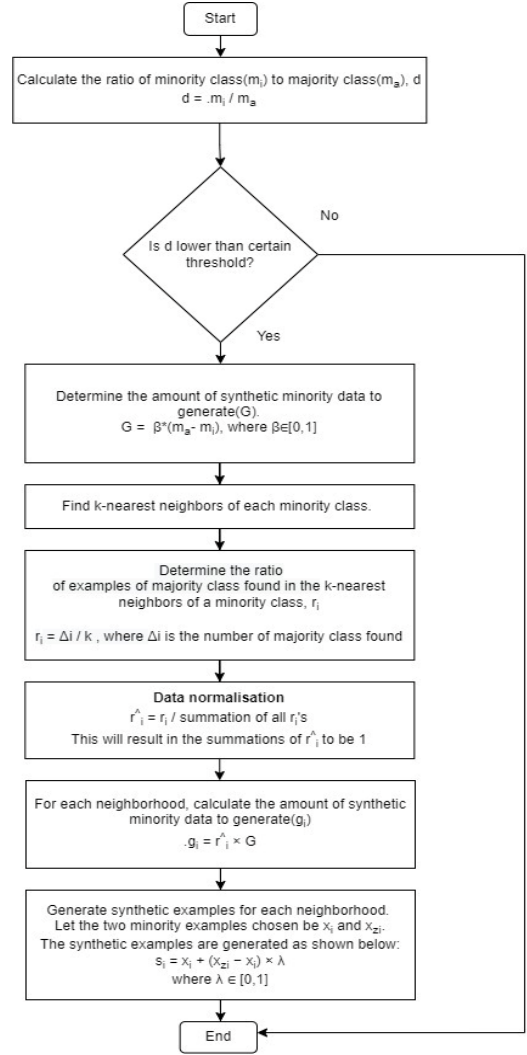 Start
Calculate the ratio of minority class(mᵢ) to majority class(mₐ), d
d = .mᵢ / mₐ
No
Is d lower than certain
threshold?
Yes
Determine the amount of synthetic minority data to
generate(G).
G = β*(mₐ- mᵢ), where β∈[0,1]
Find k-nearest neighbors of each minority class.
Determine the ratio
of examples of majority class found in the k-nearest
neighbors of a minority class, rᵢ
rᵢ = Δi / k , where Δi is the number of majority class found
Data normalisation
r^ᵢ = rᵢ / summation of all rᵢ's
This will result in the summations of r^ᵢ to be 1
For each neighborhood, calculate the amount of synthetic
minority data to generate(gᵢ)
.gᵢ = r^ᵢ × G
Generate synthetic examples for each neighborhood.
Let the two minority examples chosen be xᵢ and x_zi.
The synthetic examples are generated as shown below:
sᵢ = xᵢ + (x_zi − xᵢ) × λ
where λ ∈ [0,1]
End